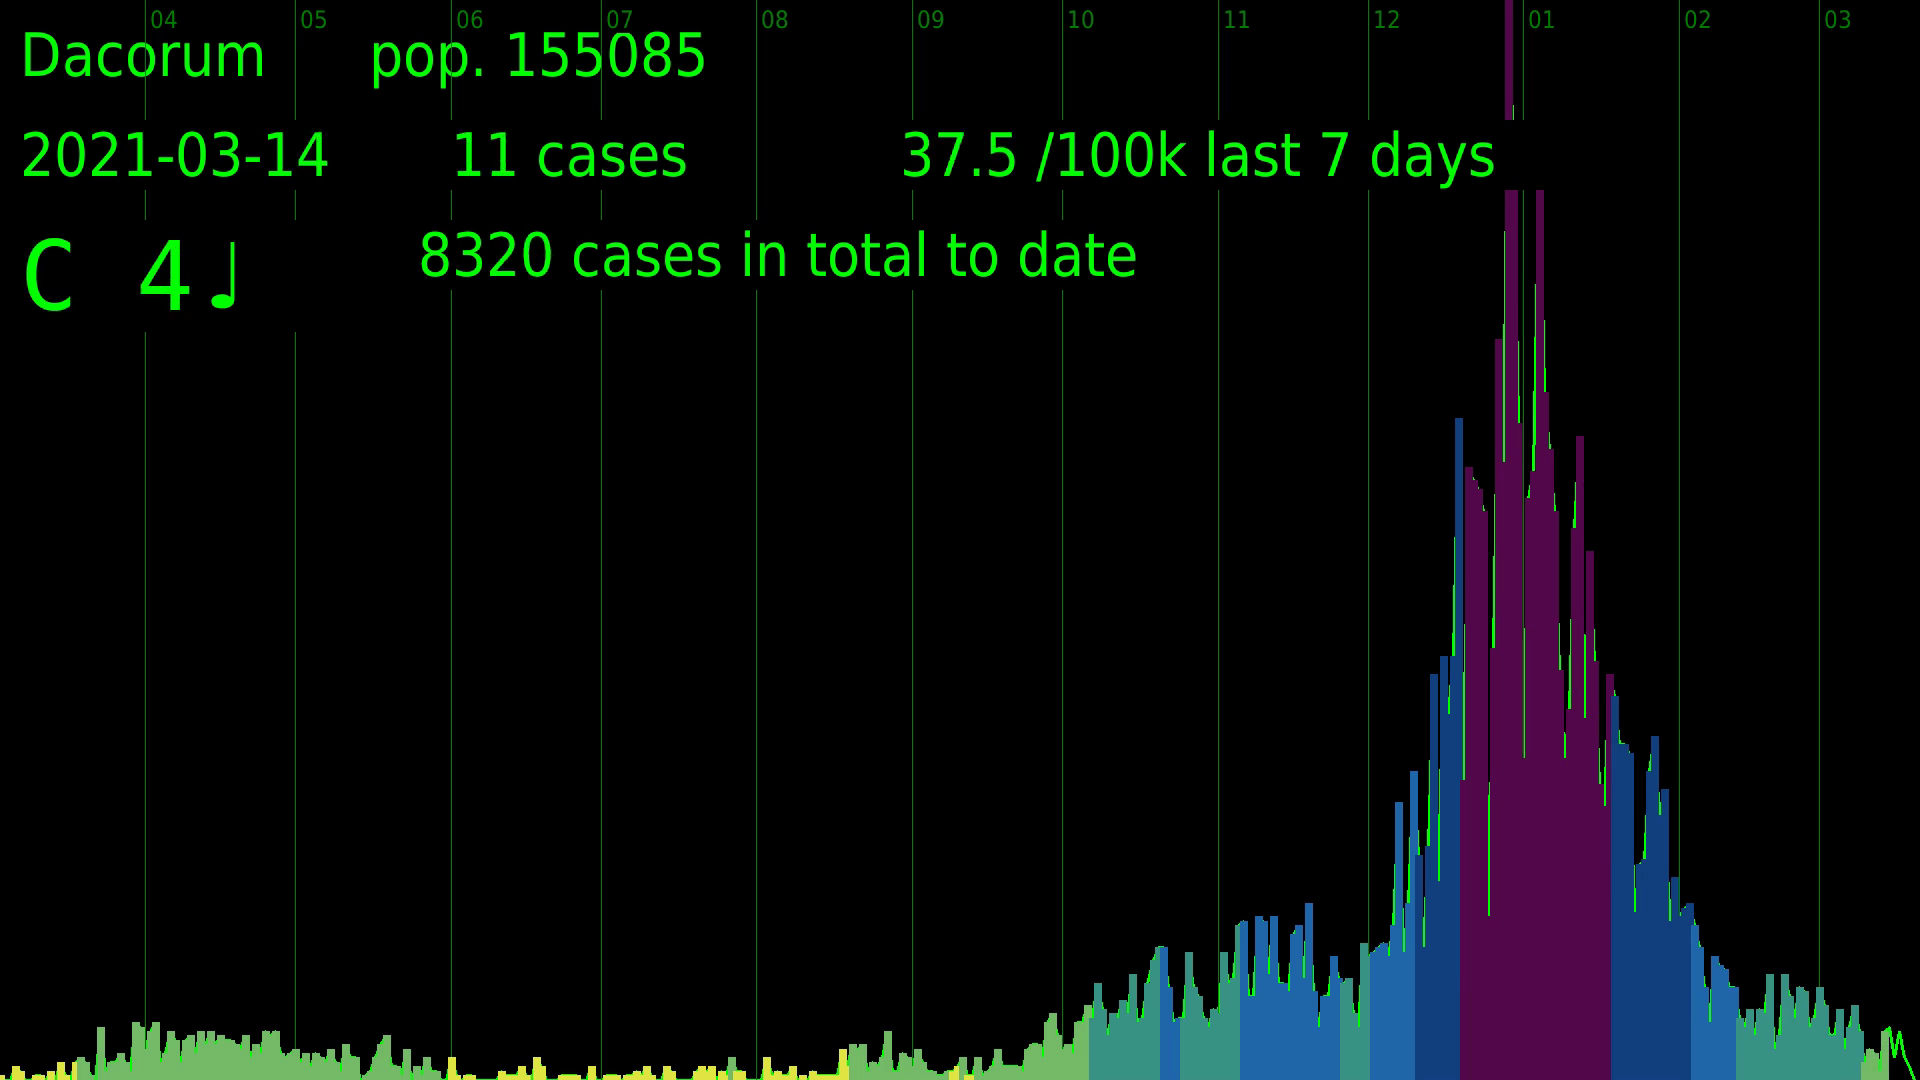 04 05 06 07 08 09 10 11 12 01 02 03
Dacorum pop. 155085
2021-03-14 11 cases 37.5 /100k last 7 days
C 4♩ 8320 cases in total to date